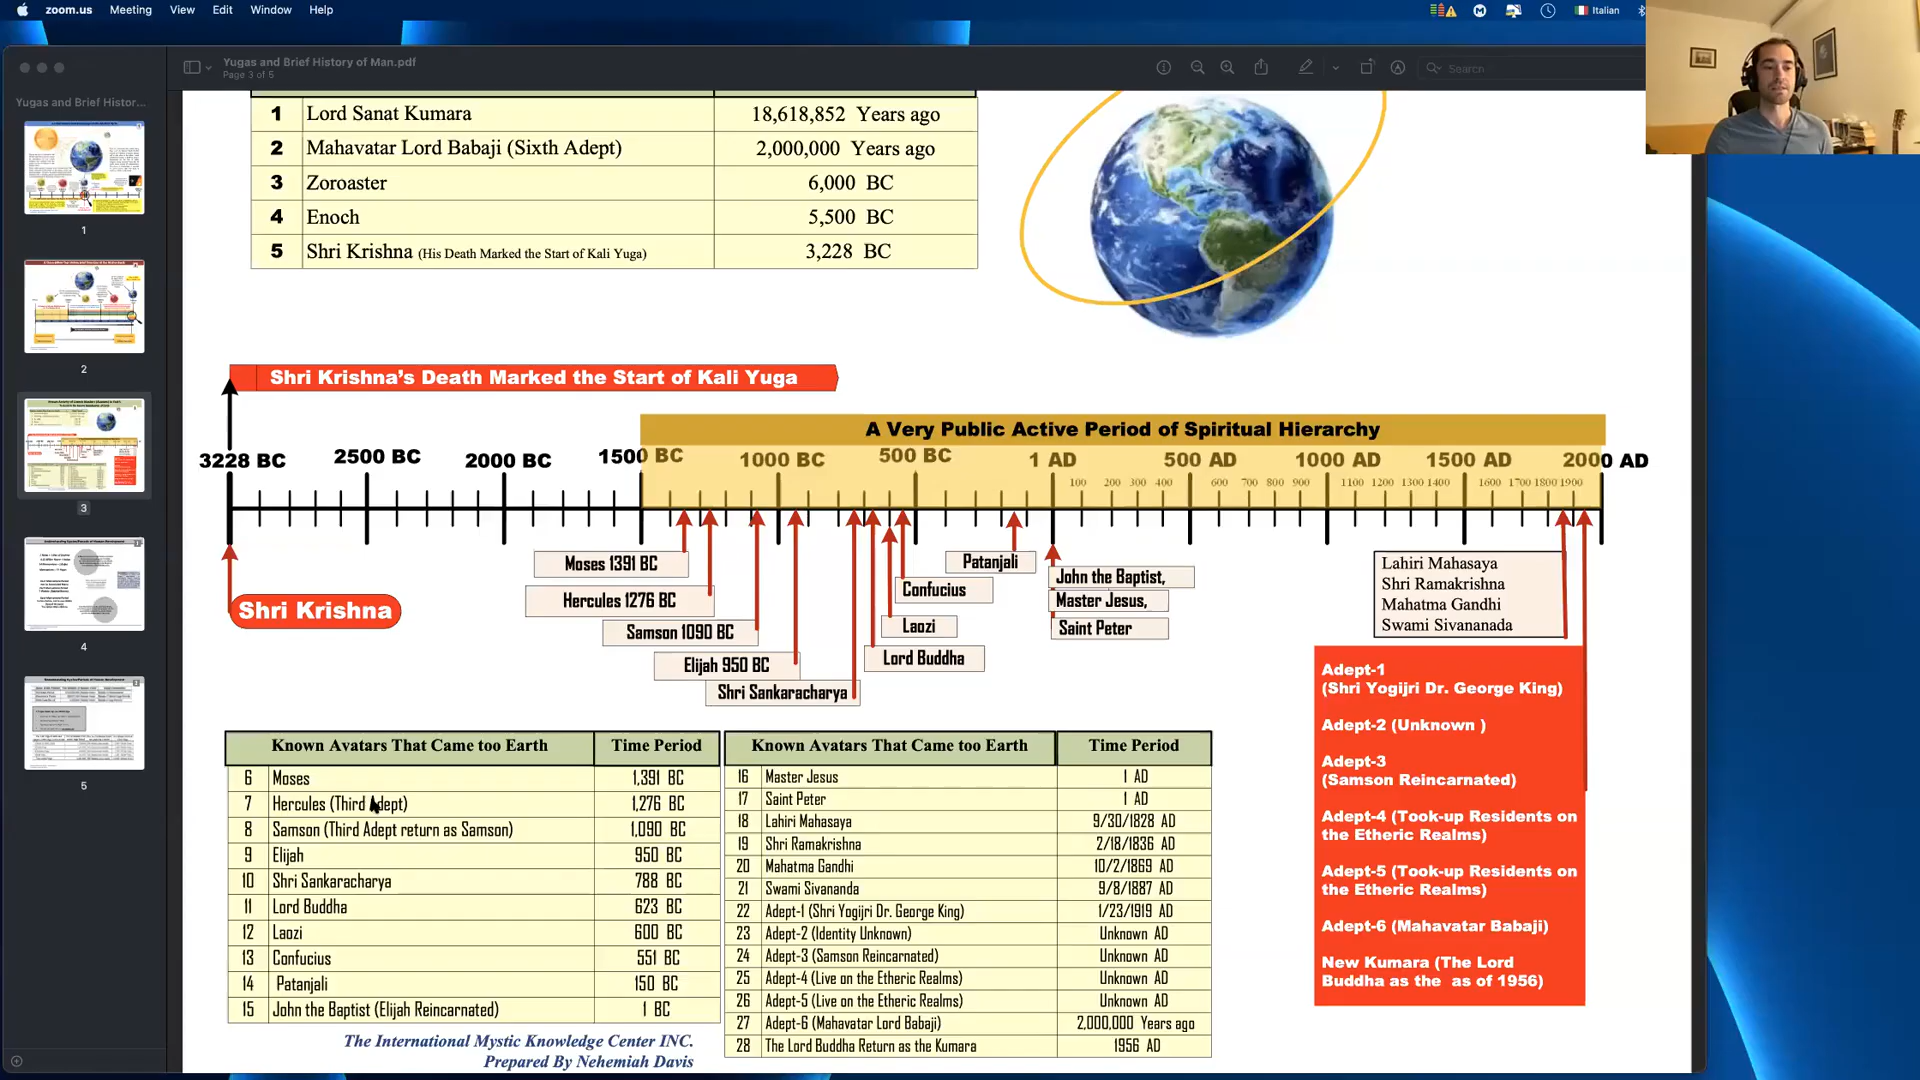 zoom.us Meeting View Edit Window Help
Italian
Yugas and Brief History of Man.pdf
Page 3 of 5
Search
Yugas and Brief Histor...
1
2
3
4
5
1 Lord Sanat Kumara 18,618,852 Years ago
2 Mahavatar Lord Babaji (Sixth Adept) 2,000,000 Years ago
3 Zoroaster 6,000 BC
4 Enoch 5,500 BC
5 Shri Krishna (His Death Marked the Start of Kali Yuga) 3,228 BC
Shri Krishna's Death Marked the Start of Kali Yuga
A Very Public Active Period of Spiritual Hierarchy
3228 BC 2500 BC 2000 BC 1500 BC 1000 BC 500 BC 1 AD 500 AD 1000 AD 1500 AD 2000 AD
100 200 300 400 600 700 800 900 1100 1200 1300 1400 1600 1700 1800 1900
Shri Krishna
Moses 1391 BC
Hercules 1276 BC
Samson 1090 BC
Elijah 950 BC
Shri Sankaracharya
Patanjali
Confucius
Laozi
Lord Buddha
John the Baptist,
Master Jesus,
Saint Peter
Lahiri Mahasaya
Shri Ramakrishna
Mahatma Gandhi
Swami Sivananada
Adept-1
(Shri Yogijri Dr. George King)
Adept-2 (Unknown )
Adept-3
(Samson Reincarnated)
Adept-4 (Took-up Residents on
the Etheric Realms)
Adept-5 (Took-up Residents on
the Etheric Realms)
Adept-6 (Mahavatar Babaji)
New Kumara (The Lord
Buddha as the as of 1956)
Known Avatars That Came too Earth Time Period
6 Moses 1,391 BC
7 Hercules (Third Adept) 1,276 BC
8 Samson (Third Adept return as Samson) 1,090 BC
9 Elijah 950 BC
10 Shri Sankaracharya 788 BC
11 Lord Buddha 623 BC
12 Laozi 600 BC
13 Confucius 551 BC
14 Patanjali 150 BC
15 John the Baptist (Elijah Reincarnated) 1 BC
Known Avatars That Came too Earth Time Period
16 Master Jesus 1 AD
17 Saint Peter 1 AD
18 Lahiri Mahasaya 9/30/1828 AD
19 Shri Ramakrishna 2/18/1836 AD
20 Mahatma Gandhi 10/2/1869 AD
21 Swami Sivananda 9/8/1887 AD
22 Adept-1 (Shri Yogijri Dr. George King) 1/23/1919 AD
23 Adept-2 (Identity Unknown) Unknown AD
24 Adept-3 (Samson Reincarnated) Unknown AD
25 Adept-4 (Live on the Etheric Realms) Unknown AD
26 Adept-5 (Live on the Etheric Realms) Unknown AD
27 Adept-6 (Mahavatar Lord Babaji) 2,000,000 Years ago
28 The Lord Buddha Return as the Kumara 1956 AD
The International Mystic Knowledge Center INC.
Prepared By Nehemiah Davis